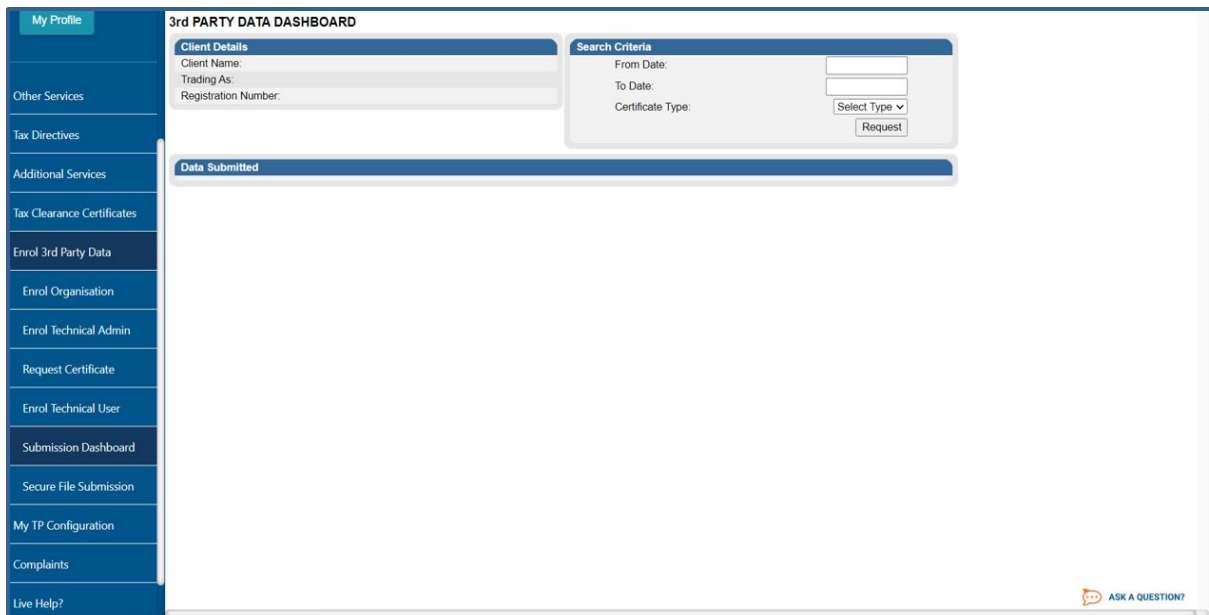 My Profile
Other Services
Tax Directives
Additional Services
Tax Clearance Certificates
Enrol 3rd Party Data
Enrol Organisation
Enrol Technical Admin
Request Certificate
Enrol Technical User
Submission Dashboard
Secure File Submission
My TP Configuration
Complaints
Live Help?
3rd PARTY DATA DASHBOARD
Client Details
Client Name:
Trading As:
Registration Number:
Search Criteria
From Date:
To Date:
Certificate Type: Select Type
Request
Data Submitted
ASK A QUESTION?